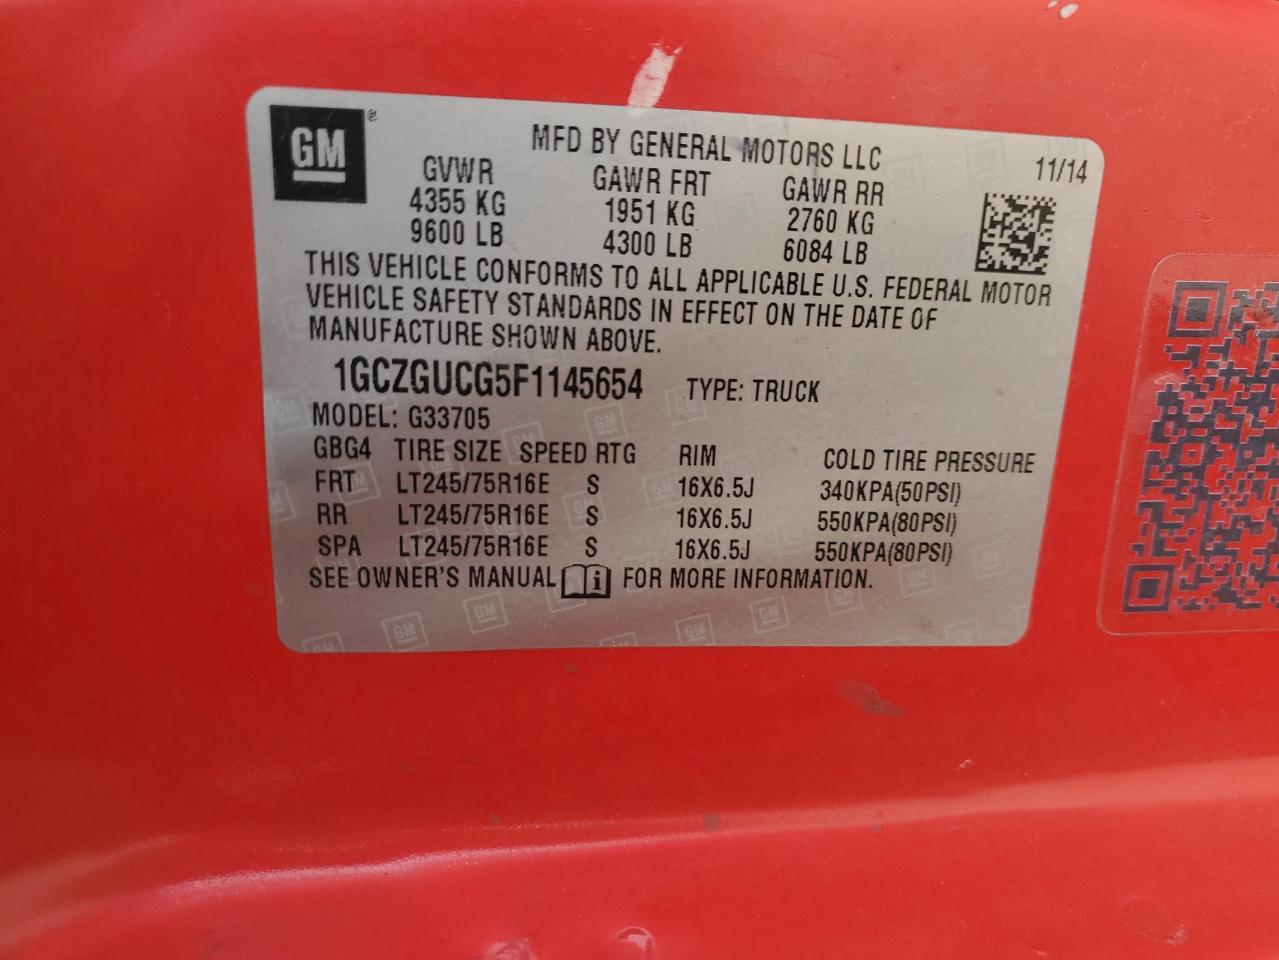 GM ®
MFD BY GENERAL MOTORS LLC
11/14
GVWR GAWR FRT GAWR RR
4355 KG 1951 KG 2760 KG
9600 LB 4300 LB 6084 LB
THIS VEHICLE CONFORMS TO ALL APPLICABLE U.S. FEDERAL MOTOR
VEHICLE SAFETY STANDARDS IN EFFECT ON THE DATE OF
MANUFACTURE SHOWN ABOVE.
1GCZGUCG5F1145654 TYPE: TRUCK
MODEL: G33705
GBG4 TIRE SIZE SPEED RTG RIM COLD TIRE PRESSURE
FRT LT245/75R16E S 16X6.5J 340KPA(50PSI)
RR LT245/75R16E S 16X6.5J 550KPA(80PSI)
SPA LT245/75R16E S 16X6.5J 550KPA(80PSI)
SEE OWNER'S MANUAL i FOR MORE INFORMATION.